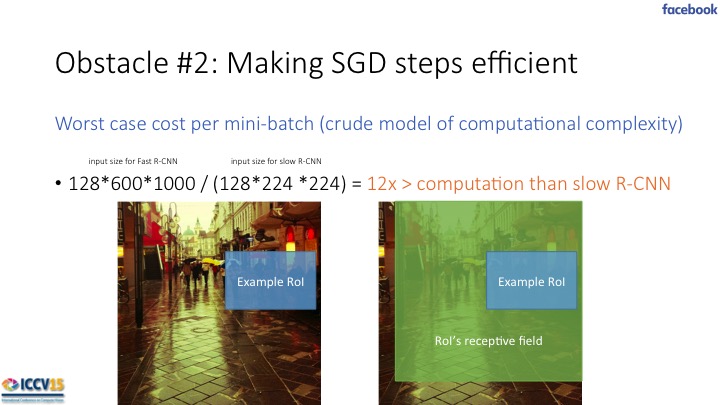 facebook
Obstacle #2: Making SGD steps efficient
Worst case cost per mini-batch (crude model of computational complexity)
input size for Fast R-CNN input size for slow R-CNN
• 128*600*1000 / (128*224 *224) = 12x > computation than slow R-CNN
Example RoI
Example RoI
RoI's receptive field
ICCV15